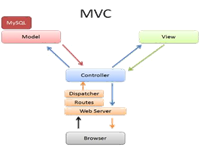 MVC
MySQL
Model
View
Controller
Dispatcher
Routes
Web Server
Browser